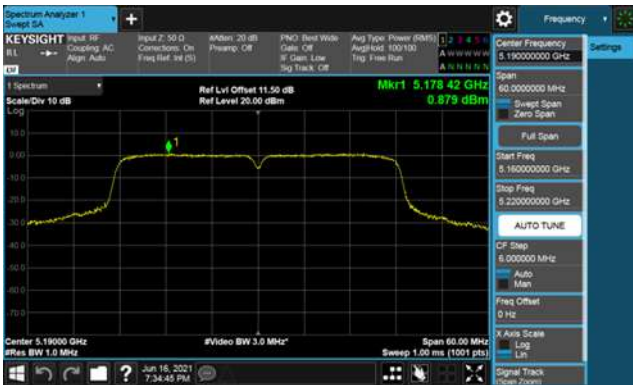 Spectrum Analyzer 1
Swept SA
Frequency
KEYSIGHT
RL
Input: RF
Coupling: AC
Align: Auto
Input Z: 50 Ω
Corrections: On
Freq Ref: Int (S)
#Atten: 20 dB
Preamp: Off
PNO: Best Wide
Gate: Off
IF Gain: Low
Sig Track: Off
Avg Type: Power (RMS)
Avg|Hold: 100/100
Trig: Free Run
1 2 3 4 5 6
A W W W W W
A N N N N N
1 Spectrum
Scale/Div 10 dB
Ref Lvl Offset 11.50 dB
Ref Level 20.00 dBm
Mkr1 5.178 42 GHz
0.879 dBm
Log
10.0
0.00
-10.0
-20.0
-30.0
-40.0
-50.0
-60.0
-70.0
1
Center 5.19000 GHz
#Res BW 1.0 MHz
#Video BW 3.0 MHz*
Span 60.00 MHz
Sweep 1.00 ms (1001 pts)
Jun 16, 2021
7:34:45 PM
Center Frequency
5.190000000 GHz
Settings
Span
60.0000000 MHz
Swept Span
Zero Span
Full Span
Start Freq
5.160000000 GHz
Stop Freq
5.220000000 GHz
AUTO TUNE
CF Step
6.000000 MHz
Auto
Man
Freq Offset
0 Hz
X Axis Scale
Log
Lin
Signal Track
(Span Zoom)